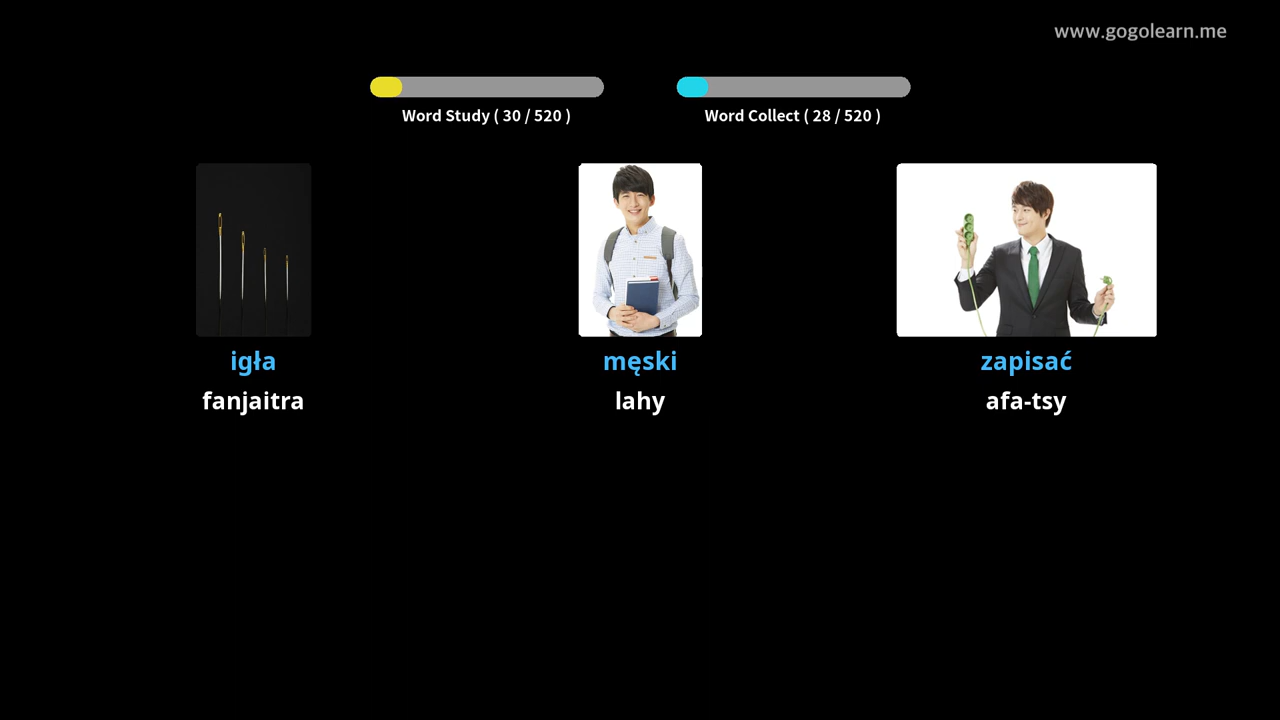 www.gogolearn.me
Word Study ( 30 / 520 )
Word Collect ( 28 / 520 )
igła
męski
zapisać
fanjaitra
lahy
afa-tsy